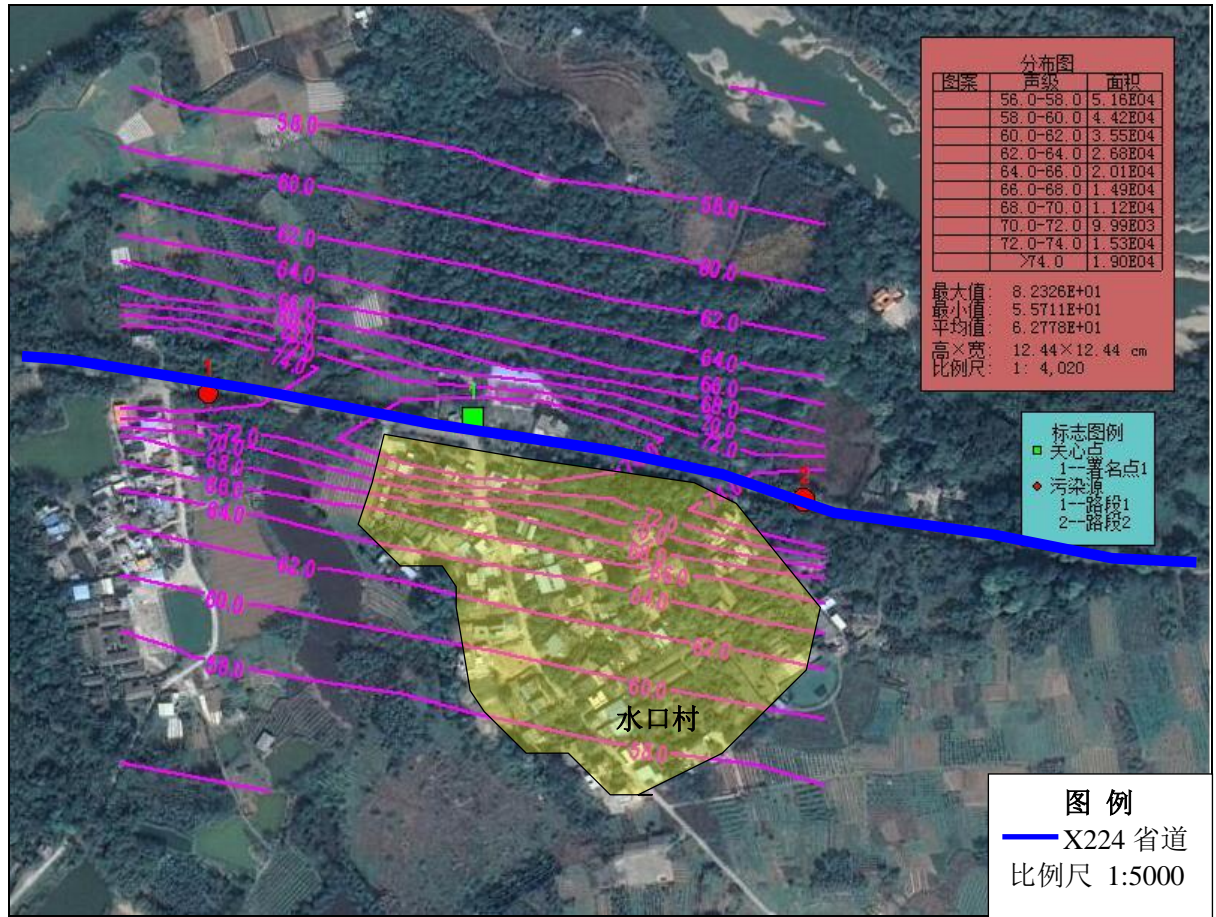 分布图
图案 声级 面积
56.0-58.0 5.16E04
58.0-60.0 4.42E04
60.0-62.0 3.55E04
62.0-64.0 2.68E04
64.0-66.0 2.01E04
66.0-68.0 1.49E04
68.0-70.0 1.12E04
70.0-72.0 9.99E03
72.0-74.0 1.53E04
>74.0 1.90E04
最大值: 8.2326E+01
最小值: 5.5711E+01
平均值: 6.2778E+01
高×宽: 12.44×12.44 cm
比例尺: 1: 4,020
标志图例
关心点
1--署名点1
污染源
1--路段1
2--路段2
58.0
60.0
62.0
64.0
66.0
74.0
58.0
60.0
62.0
64.0
66.0
68.0
70.0
72.0
1
1
2
72.0
70.0
68.0
66.0
64.0
62.0
60.0
58.0
64.0
62.0
60.0
58.0
水口村
图 例
X224 省道
比例尺 1:5000